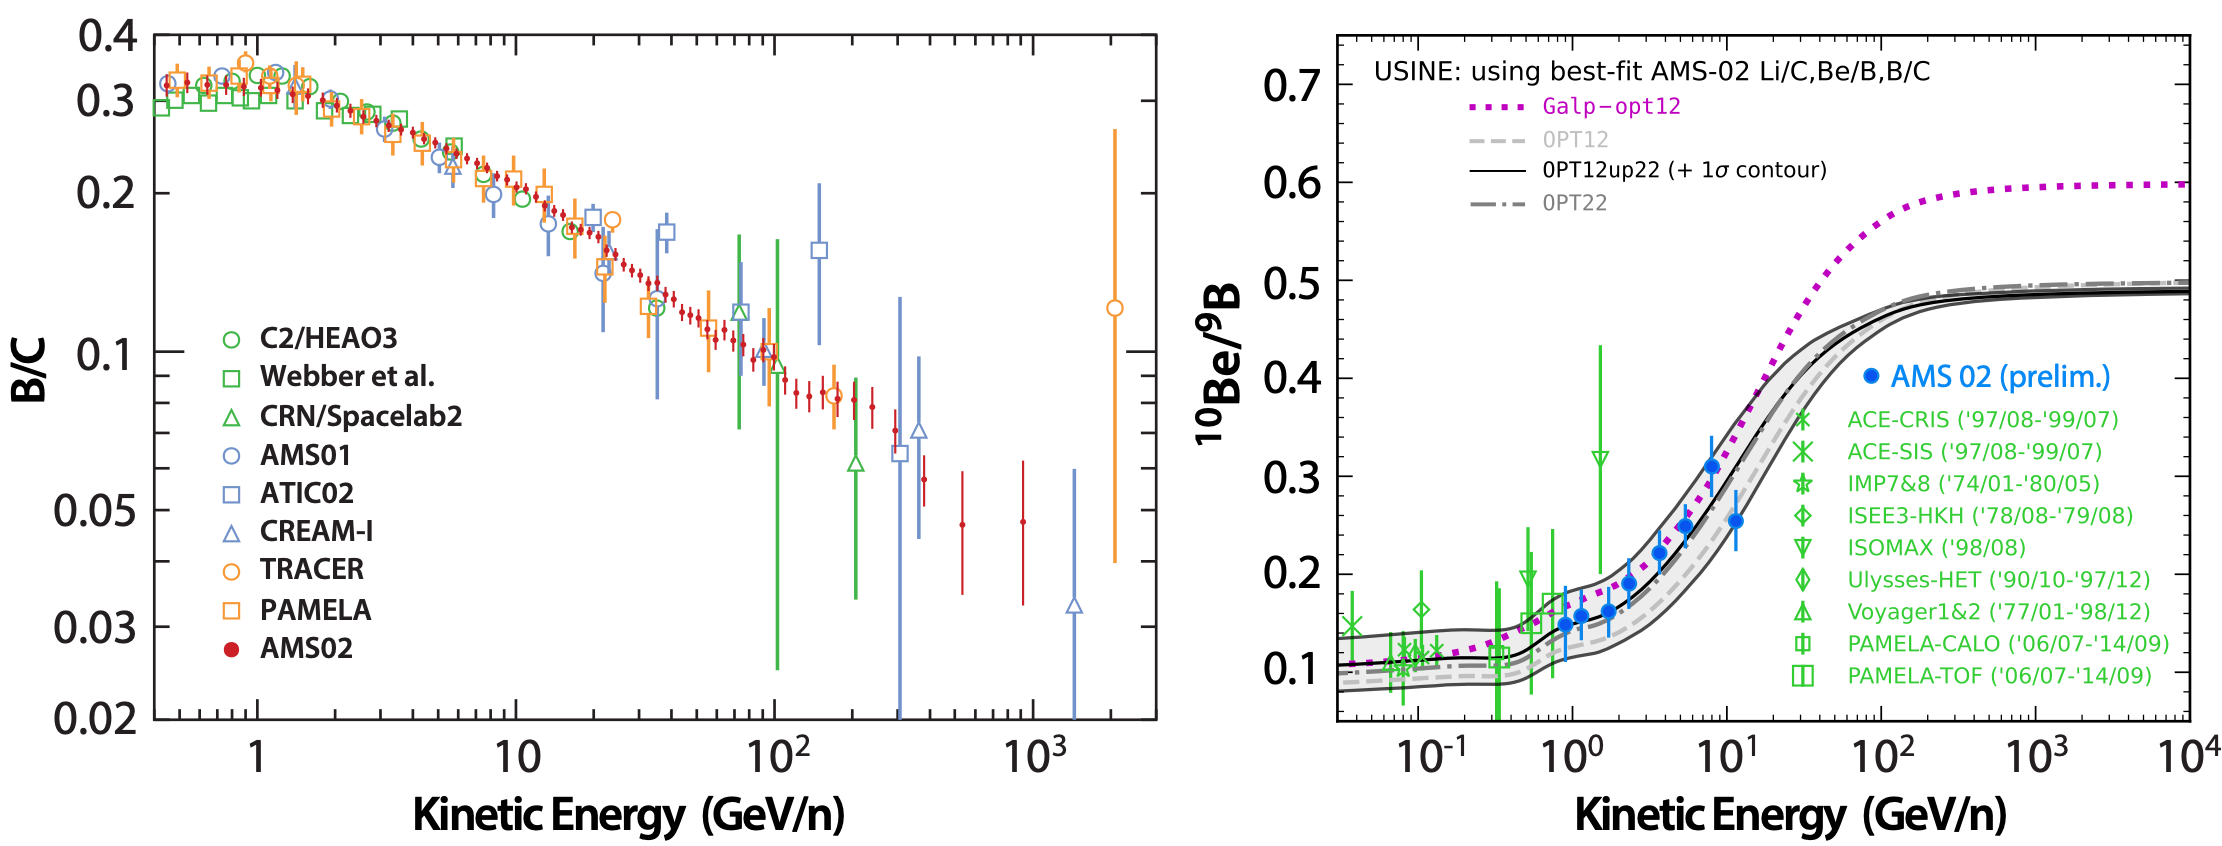 0.4
0.3
0.2
0.1
0.05
0.03
0.02
B/C
C2/HEAO3
Webber et al.
CRN/Spacelab2
AMS01
ATIC02
CREAM-I
TRACER
PAMELA
AMS02
1
10
10²
10³
Kinetic Energy (GeV/n)
0.7
0.6
0.5
0.4
0.3
0.2
0.1
¹⁰Be/⁹B
USINE: using best-fit AMS-02 Li/C,Be/B,B/C
Galp-opt12
OPT12
OPT12up22 (+ 1σ contour)
OPT22
AMS 02 (prelim.)
ACE-CRIS ('97/08-'99/07)
ACE-SIS ('97/08-'99/07)
IMP7&8 ('74/01-'80/05)
ISEE3-HKH ('78/08-'79/08)
ISOMAX ('98/08)
Ulysses-HET ('90/10-'97/12)
Voyager1&2 ('77/01-'98/12)
PAMELA-CALO ('06/07-'14/09)
PAMELA-TOF ('06/07-'14/09)
10⁻¹
10⁰
10¹
10²
10³
10⁴
Kinetic Energy (GeV/n)